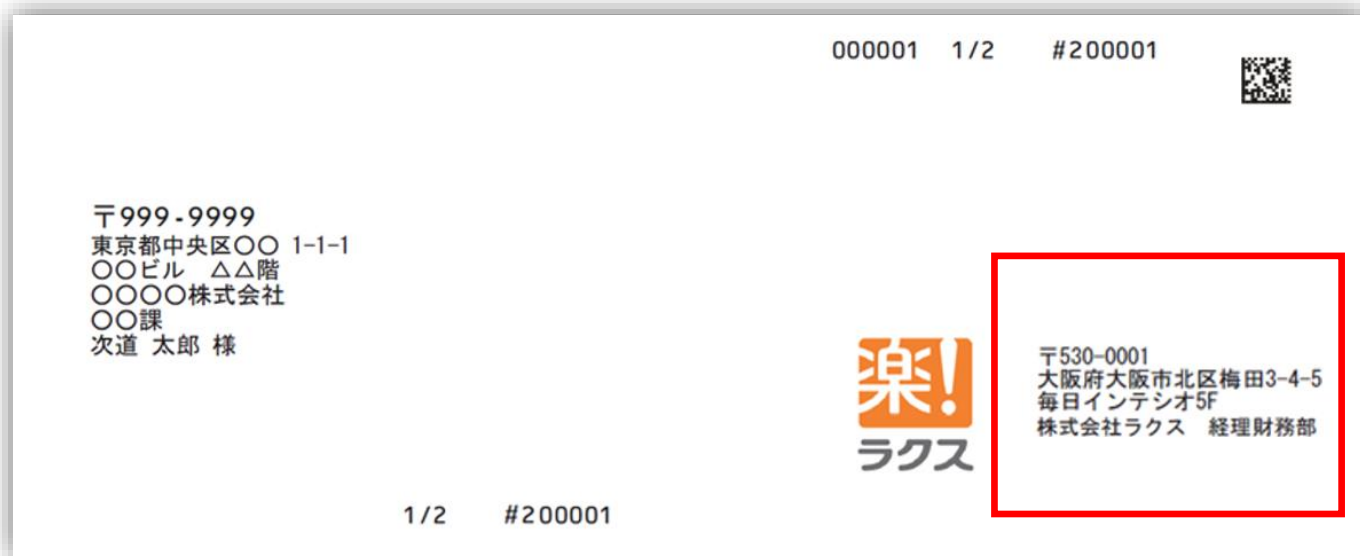 000001 1/2 #200001
〒999-9999
東京都中央区〇〇 1-1-1
〇〇ビル △△階
〇〇〇〇株式会社
〇〇課
次道 太郎 様
楽!
ラクス
〒530-0001
大阪府大阪市北区梅田3-4-5
毎日インテシオ5F
株式会社ラクス 経理財務部
1/2 #200001